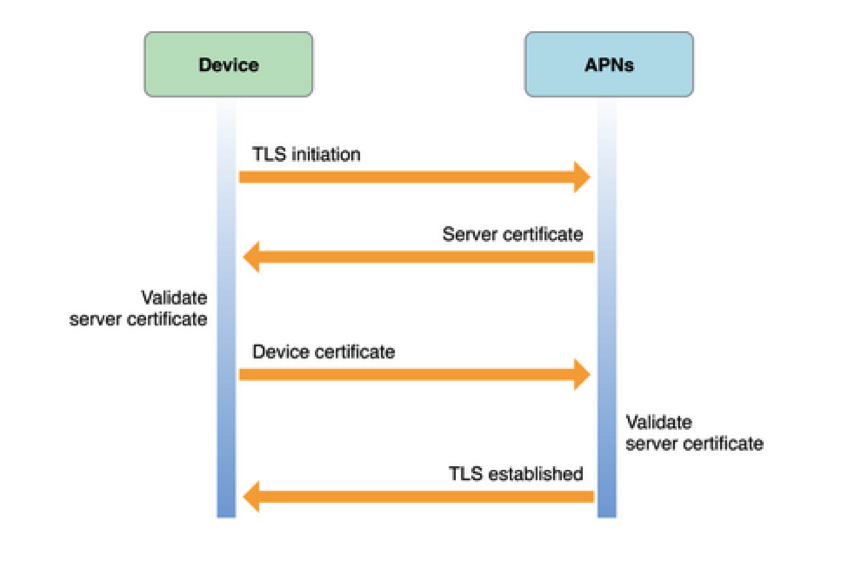 Device
APNs
TLS initiation
Server certificate
Validate
server certificate
Device certificate
Validate
server certificate
TLS established